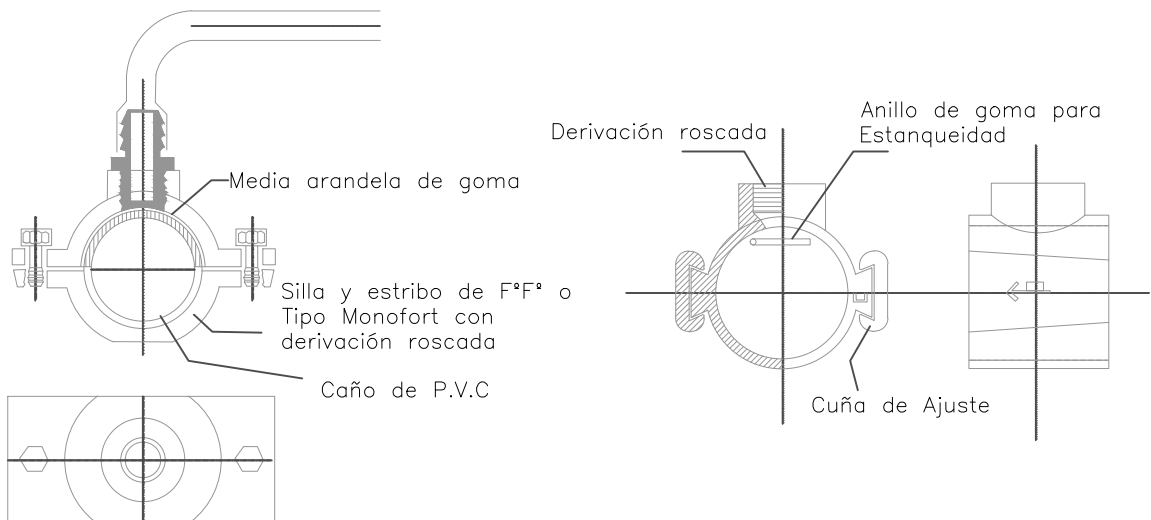 Media arandela de goma
Silla y estribo de FºFº o
Tipo Monofort con
derivación roscada
Caño de P.V.C
Derivación roscada
Anillo de goma para
Estanqueidad
Cuña de Ajuste